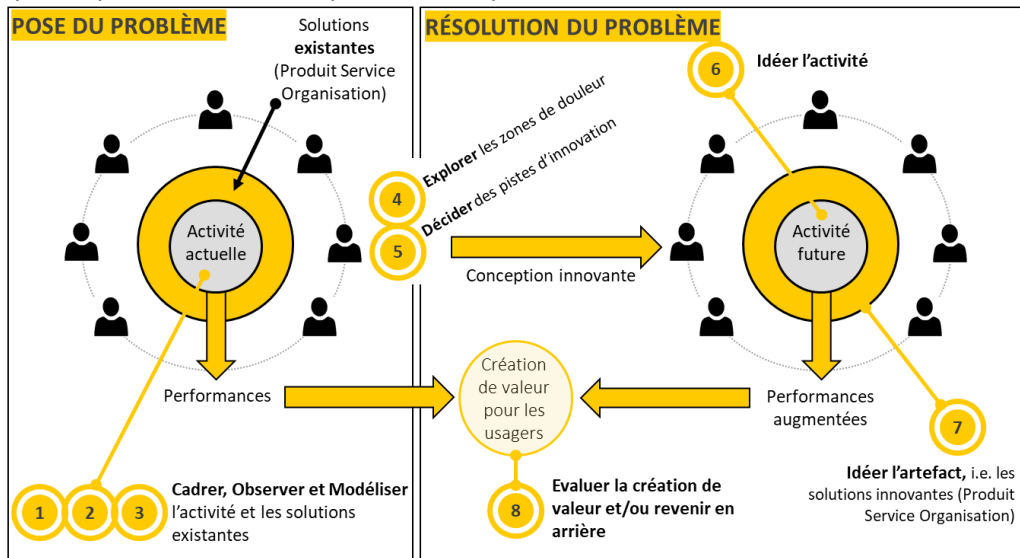 POSE DU PROBLÈME
Solutions
existantes
(Produit Service
Organisation)
Activité
actuelle
Performances
1
2
3
Cadrer, Observer et Modéliser
l’activité et les solutions
existantes
4
Explorer les zones de douleur
5
Décider des pistes d’innovation
RÉSOLUTION DU PROBLÈME
6
Idéer l’activité
Conception innovante
Activité
future
Création
de valeur
pour les
usagers
Performances
augmentées
7
Idéer l’artefact, i.e. les
solutions innovantes (Produit
Service Organisation)
8
Evaluer la création de
valeur et/ou revenir en
arrière